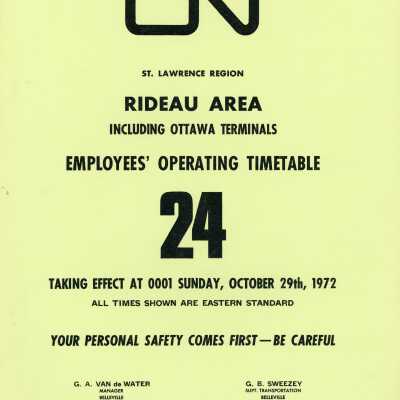 CN
ST. LAWRENCE REGION
RIDEAU AREA
INCLUDING OTTAWA TERMINALS
EMPLOYEES' OPERATING TIMETABLE
24
TAKING EFFECT AT 0001 SUNDAY, OCTOBER 29th, 1972
ALL TIMES SHOWN ARE EASTERN STANDARD
YOUR PERSONAL SAFETY COMES FIRST—BE CAREFUL
G. A. VAN de WATER G. B. SWEEZEY
MANAGER SUPT. TRANSPORTATION
BELLEVILLE BELLEVILLE